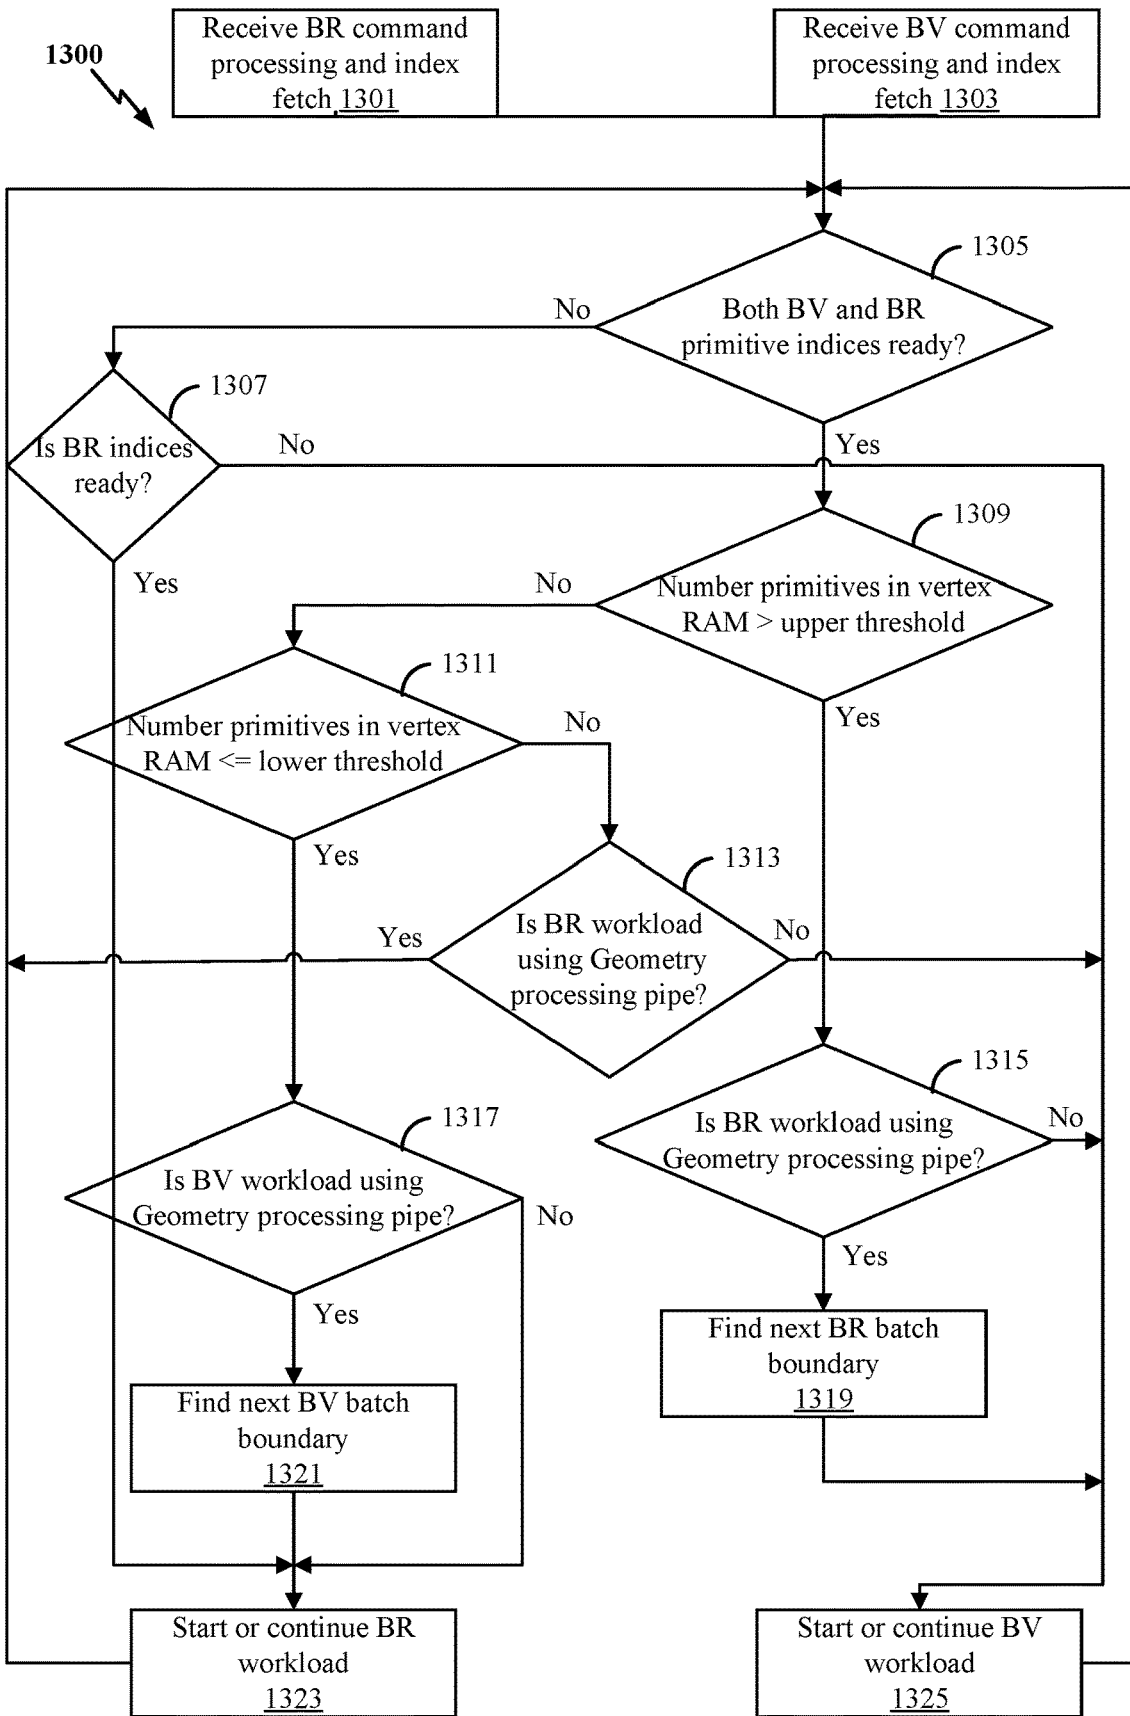 1300
Receive BR command
processing and index
fetch 1301
Receive BV command
processing and index
fetch 1303
1305
Both BV and BR
primitive indices ready?
No
Yes
1307
Is BR indices
ready?
No
Yes
1309
Number primitives in vertex
RAM > upper threshold
No
Yes
1311
Number primitives in vertex
RAM <= lower threshold
No
Yes
1313
Is BR workload
using Geometry
processing pipe?
Yes
No
1315
Is BR workload using
Geometry processing pipe?
No
Yes
1317
Is BV workload using
Geometry processing pipe?
No
Yes
Find next BR batch
boundary
1319
Find next BV batch
boundary
1321
Start or continue BR
workload
1323
Start or continue BV
workload
1325